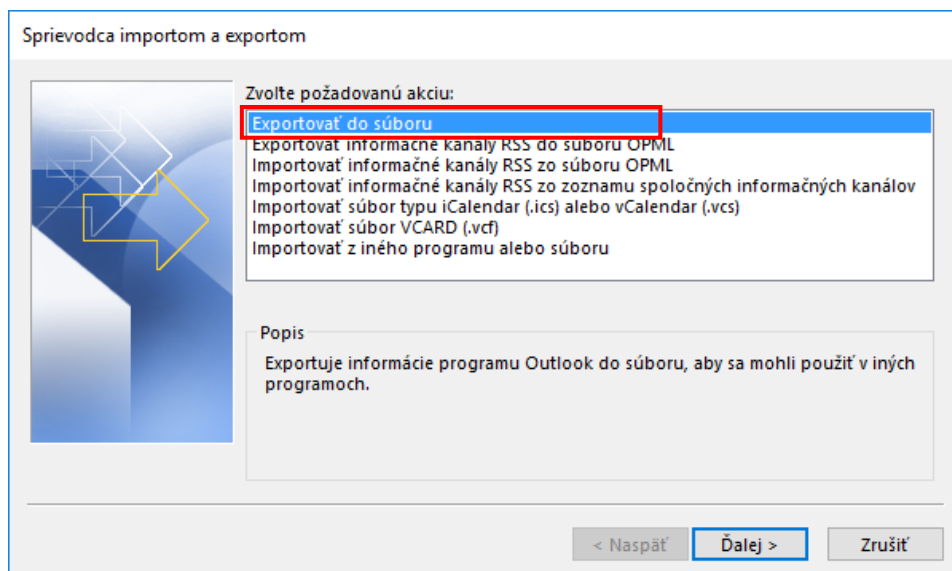 Sprievodca importom a exportom
Zvoľte požadovanú akciu:
Exportovať do súboru
Exportovať informačné kanály RSS do súboru OPML
Importovať informačné kanály RSS zo súboru OPML
Importovať informačné kanály RSS zo zoznamu spoločných informačných kanálov
Importovať súbor typu iCalendar (.ics) alebo vCalendar (.vcs)
Importovať súbor VCARD (.vcf)
Importovať z iného programu alebo súboru
Popis
Exportuje informácie programu Outlook do súboru, aby sa mohli použiť v iných
programoch.
< Naspäť
Ďalej >
Zrušiť